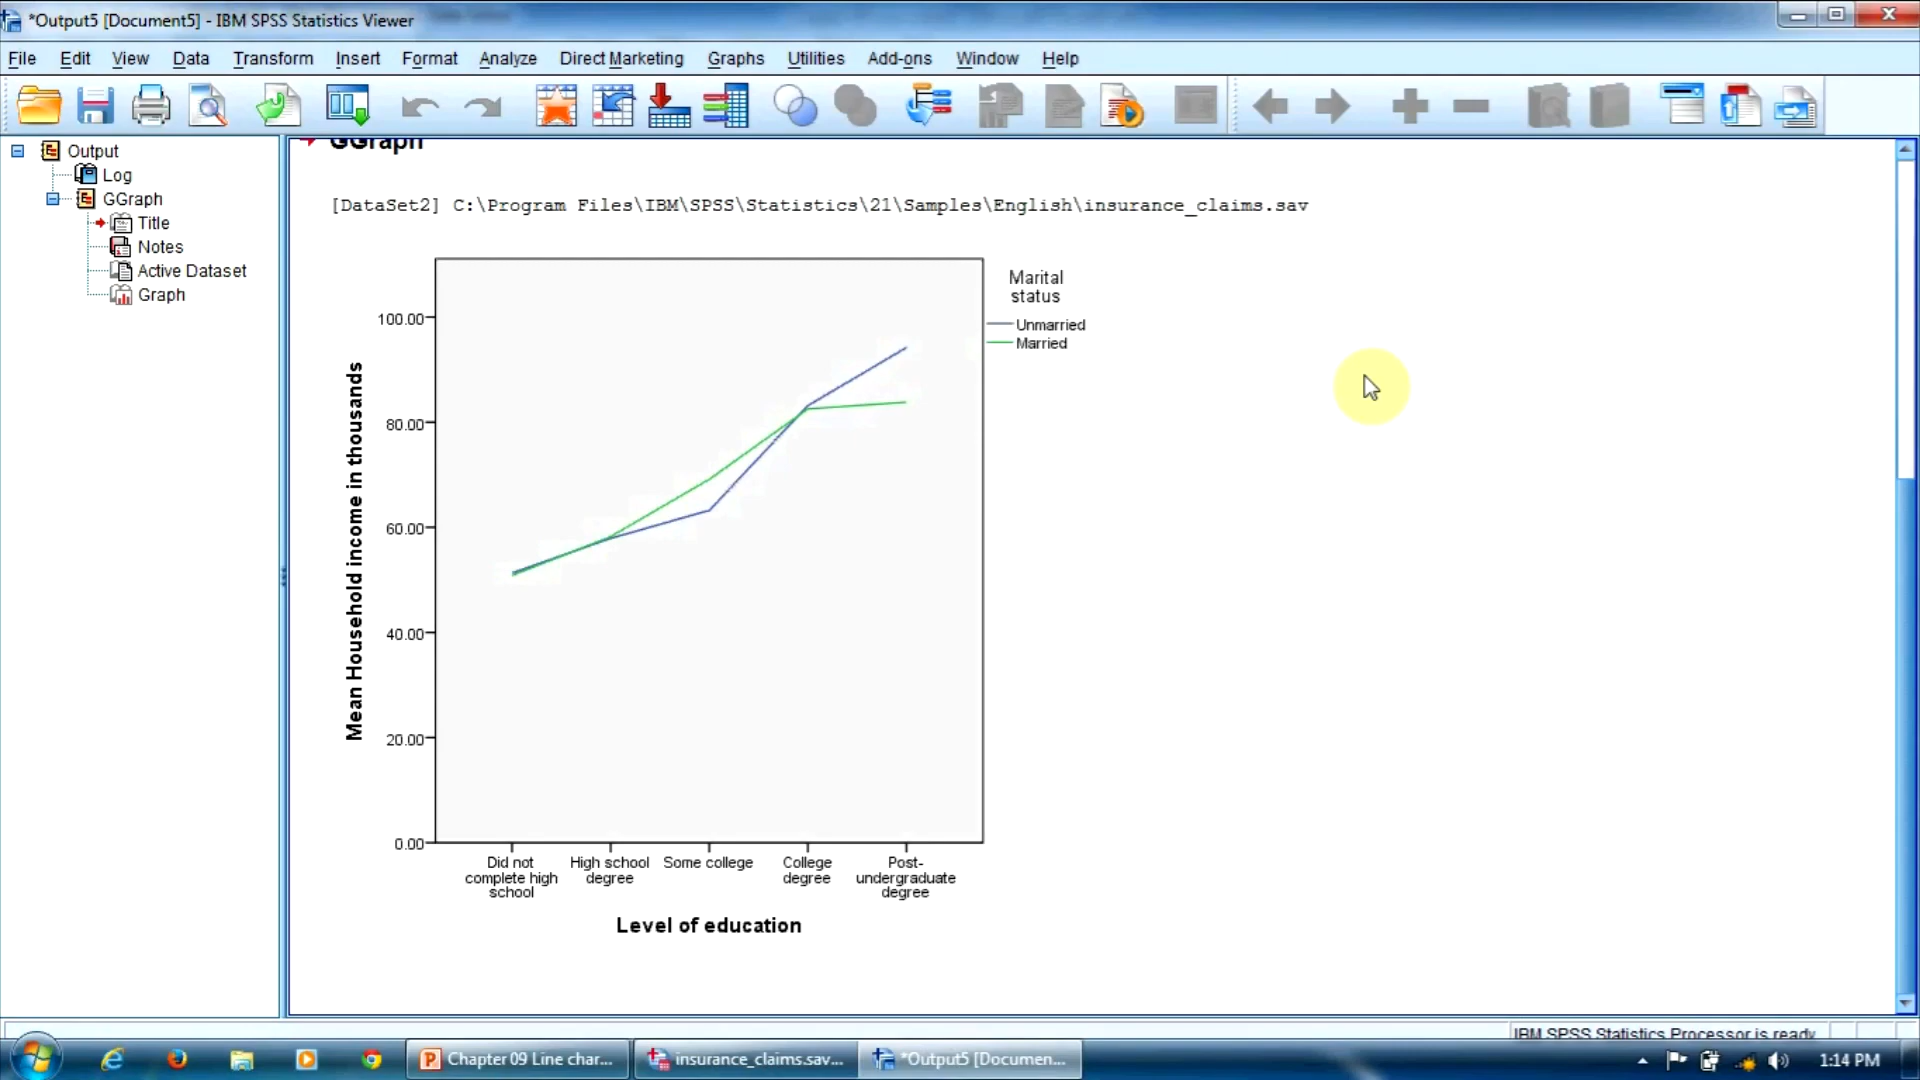 *Output5 [Document5] - IBM SPSS Statistics Viewer
File Edit View Data Transform Insert Format Analyze Direct Marketing Graphs Utilities Add-ons Window Help
Output
Log
GGraph
Title
Notes
Active Dataset
Graph
GGraph
[DataSet2] C:\Program Files\IBM\SPSS\Statistics\21\Samples\English\insurance_claims.sav
Marital
status
Unmarried
Married
Mean Household income in thousands
100.00
80.00
60.00
40.00
20.00
0.00
Did not
complete high
school
High school
degree
Some college
College
degree
Post-
undergraduate
degree
Level of education
IBM SPSS Statistics Processor is ready
Chapter 09 Line char...
insurance_claims.sav...
*Output5 [Documen...
1:14 PM